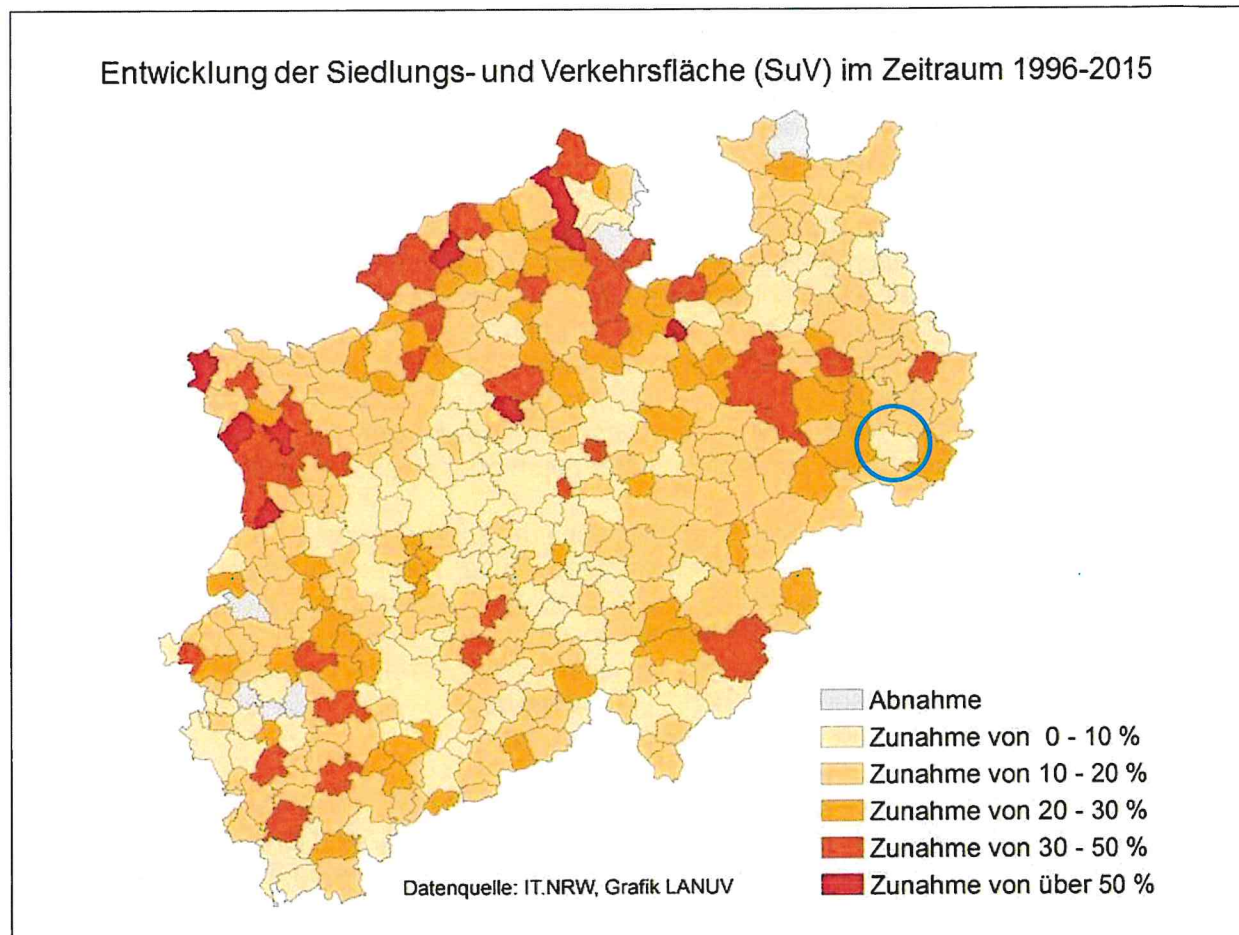 Entwicklung der Siedlungs- und Verkehrsfläche (SuV) im Zeitraum 1996-2015
Abnahme
Zunahme von 0 - 10 %
Zunahme von 10 - 20 %
Zunahme von 20 - 30 %
Zunahme von 30 - 50 %
Zunahme von über 50 %
Datenquelle: IT.NRW, Grafik LANUV